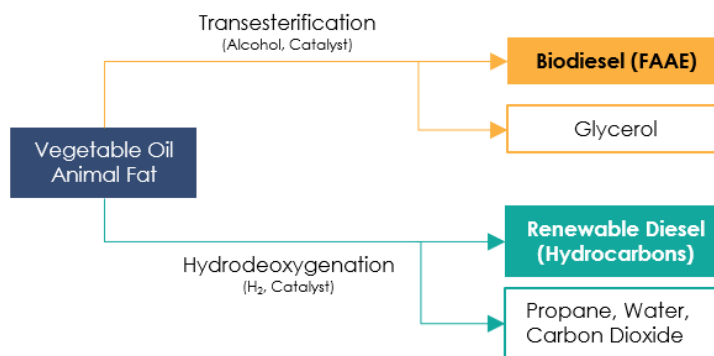 Transesterification
(Alcohol, Catalyst)
Biodiesel (FAAE)
Glycerol
Vegetable Oil
Animal Fat
Renewable Diesel
(Hydrocarbons)
Hydrodeoxygenation
(H₂, Catalyst)
Propane, Water,
Carbon Dioxide